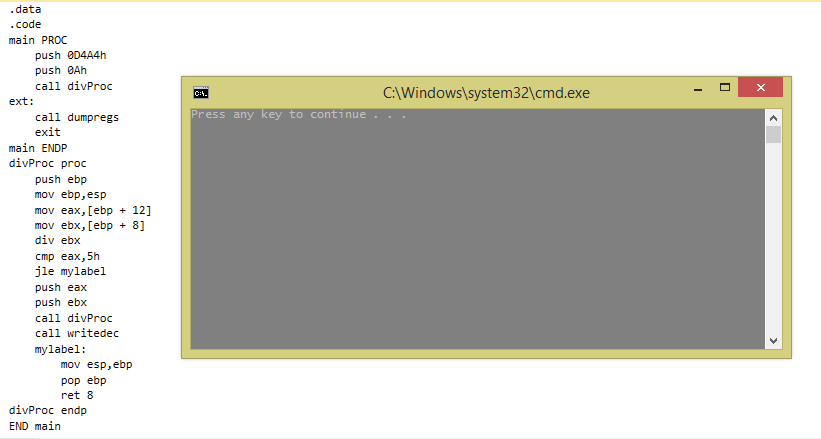 .data
.code
main PROC
push 0D4A4h
push 0Ah
call divProc
ext:
call dumpregs
exit
main ENDP
divProc proc
push ebp
mov ebp,esp
mov eax,[ebp + 12]
mov ebx,[ebp + 8]
div ebx
cmp eax,5h
jle mylabel
push eax
push ebx
call divProc
call writedec
mylabel:
mov esp,ebp
pop ebp
ret 8
divProc endp
END main
C:\.
C:\Windows\system32\cmd.exe
Press any key to continue . . .